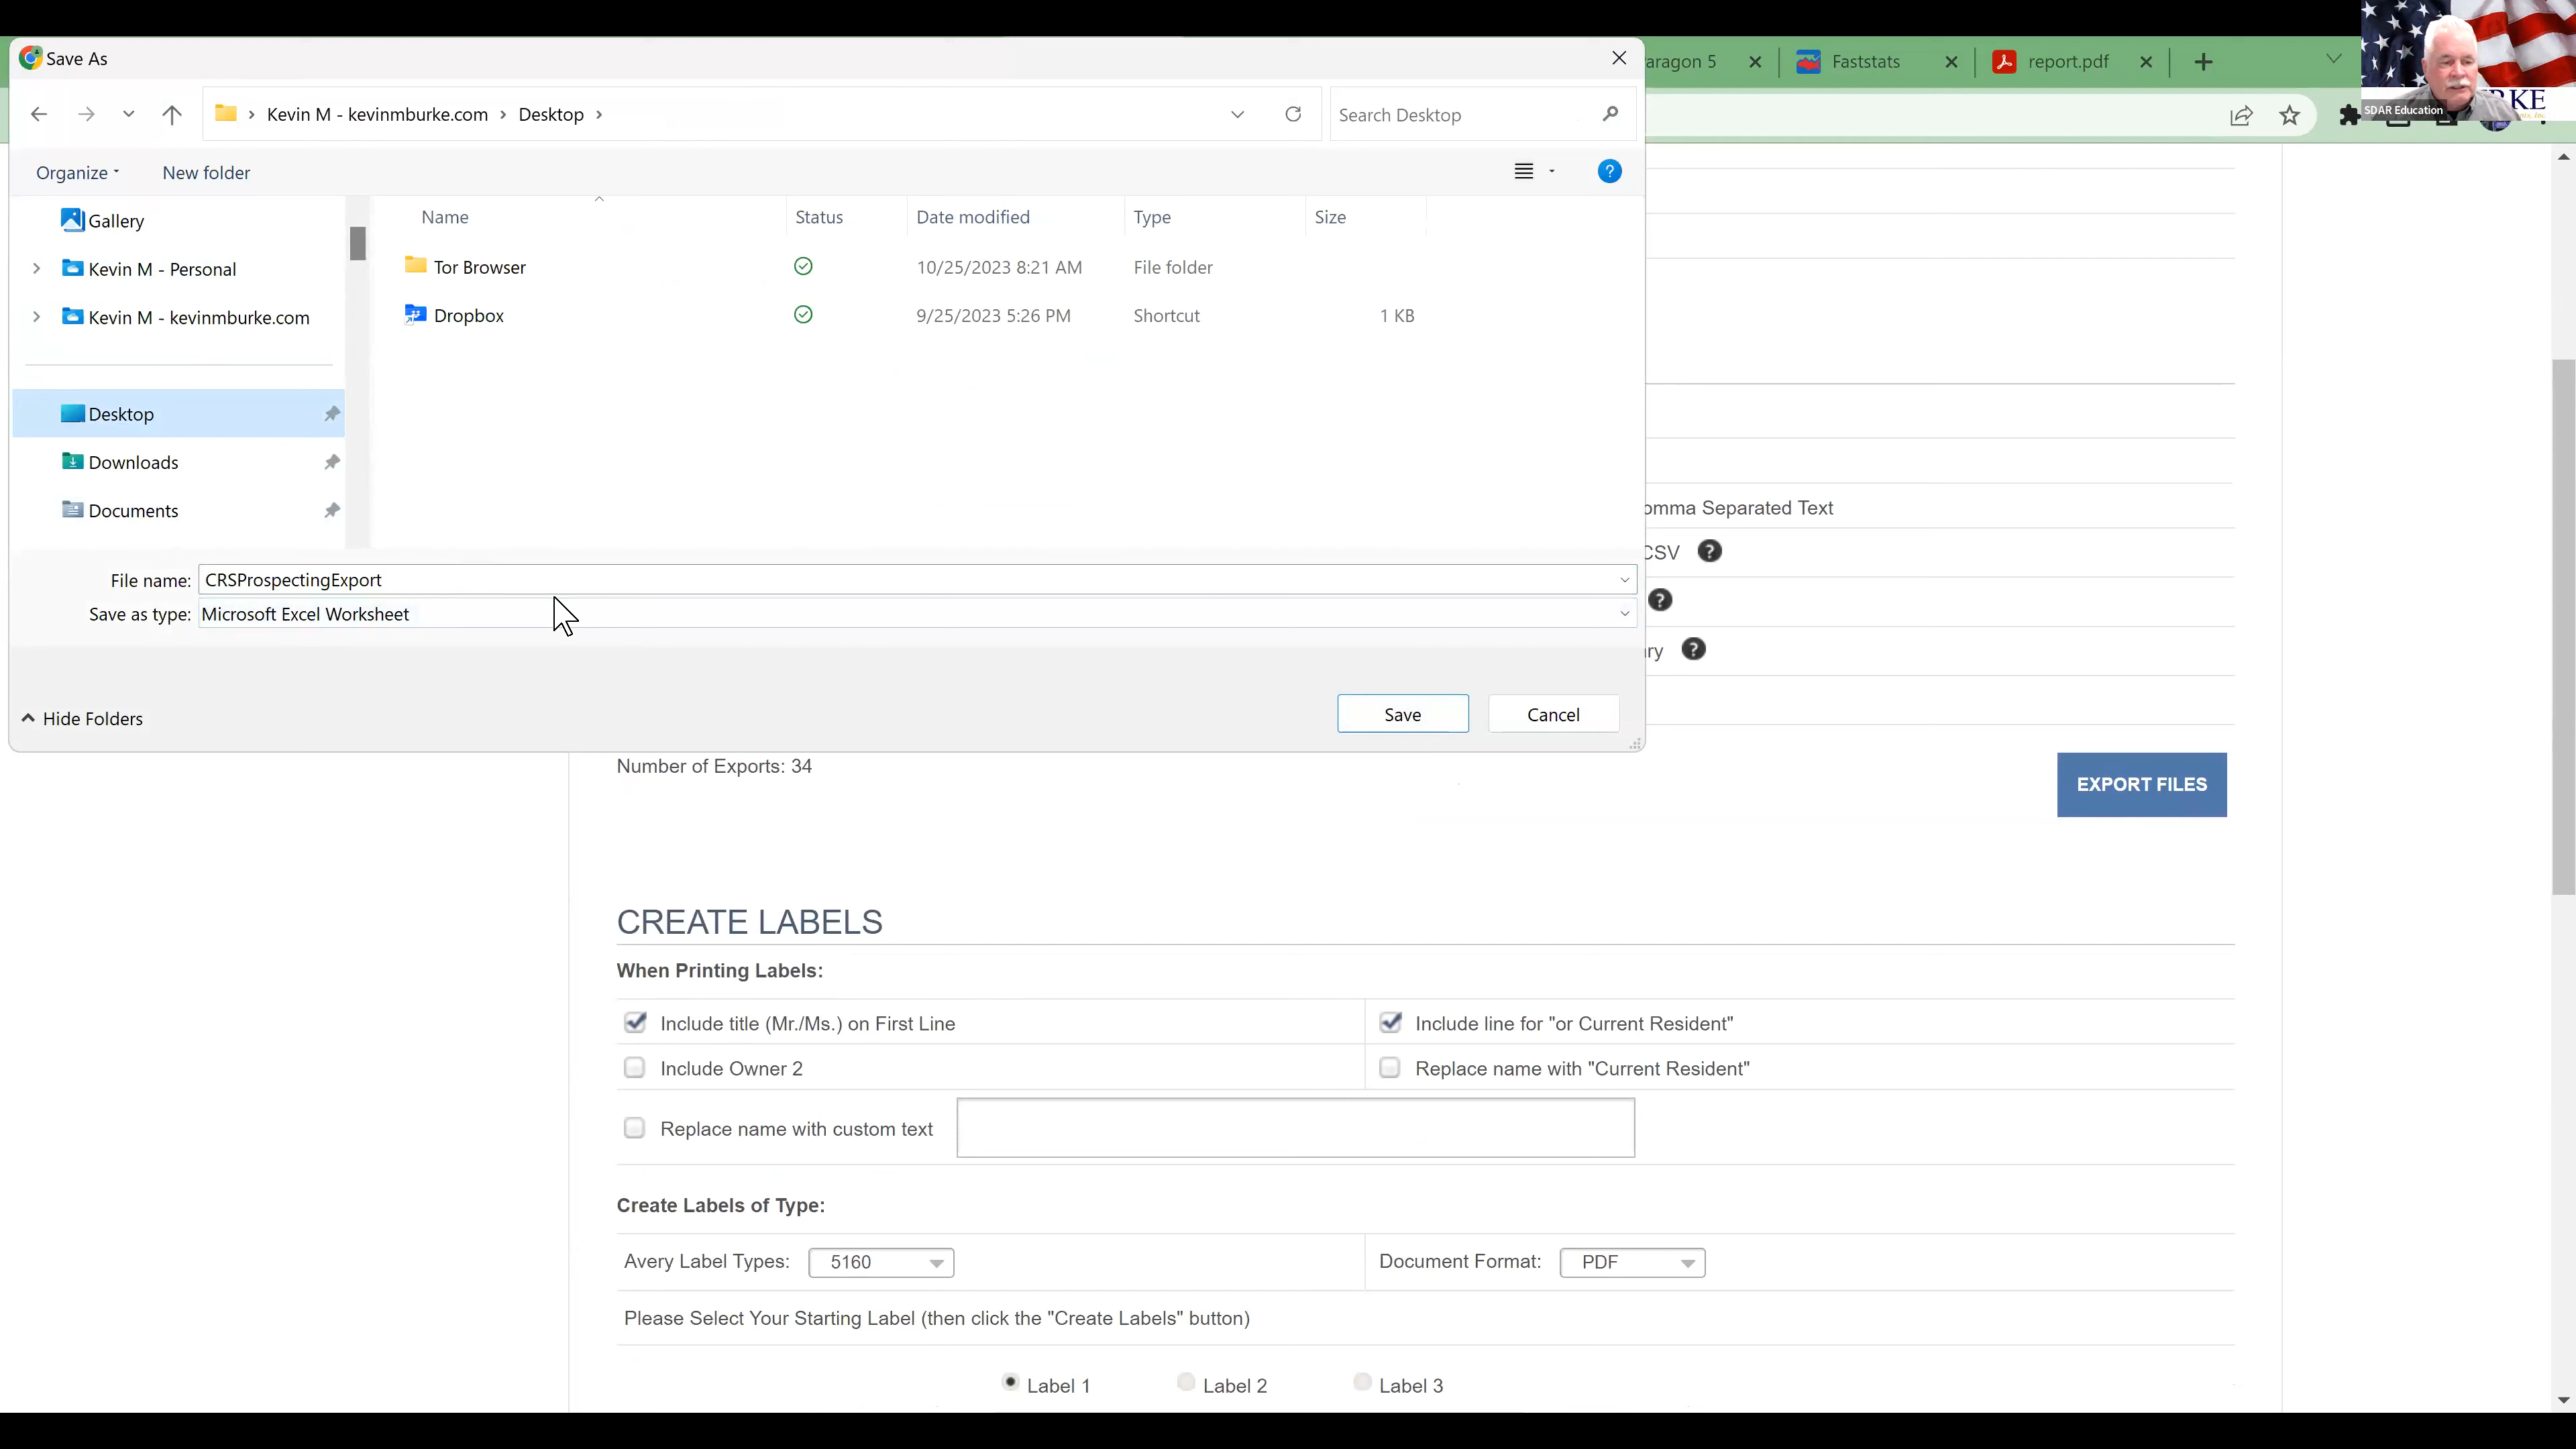 Save As
aragon 5
Faststats
report.pdf
RKE
SDAR Education
Kevin M - kevinmburke.com > Desktop >
Search Desktop
Organize
New folder
Name
Status
Date modified
Type
Size
Gallery
Kevin M - Personal
Kevin M - kevinmburke.com
Desktop
Downloads
Documents
Tor Browser
10/25/2023 8:21 AM
File folder
Dropbox
9/25/2023 5:26 PM
Shortcut
1 KB
File name: CRSProspectingExport
Save as type: Microsoft Excel Worksheet
Hide Folders
Save
Cancel
omma Separated Text
CSV
ry
Number of Exports: 34
EXPORT FILES
CREATE LABELS
When Printing Labels:
Include title (Mr./Ms.) on First Line
Include line for "or Current Resident"
Include Owner 2
Replace name with "Current Resident"
Replace name with custom text
Create Labels of Type:
Avery Label Types: 5160
Document Format: PDF
Please Select Your Starting Label (then click the "Create Labels" button)
Label 1
Label 2
Label 3